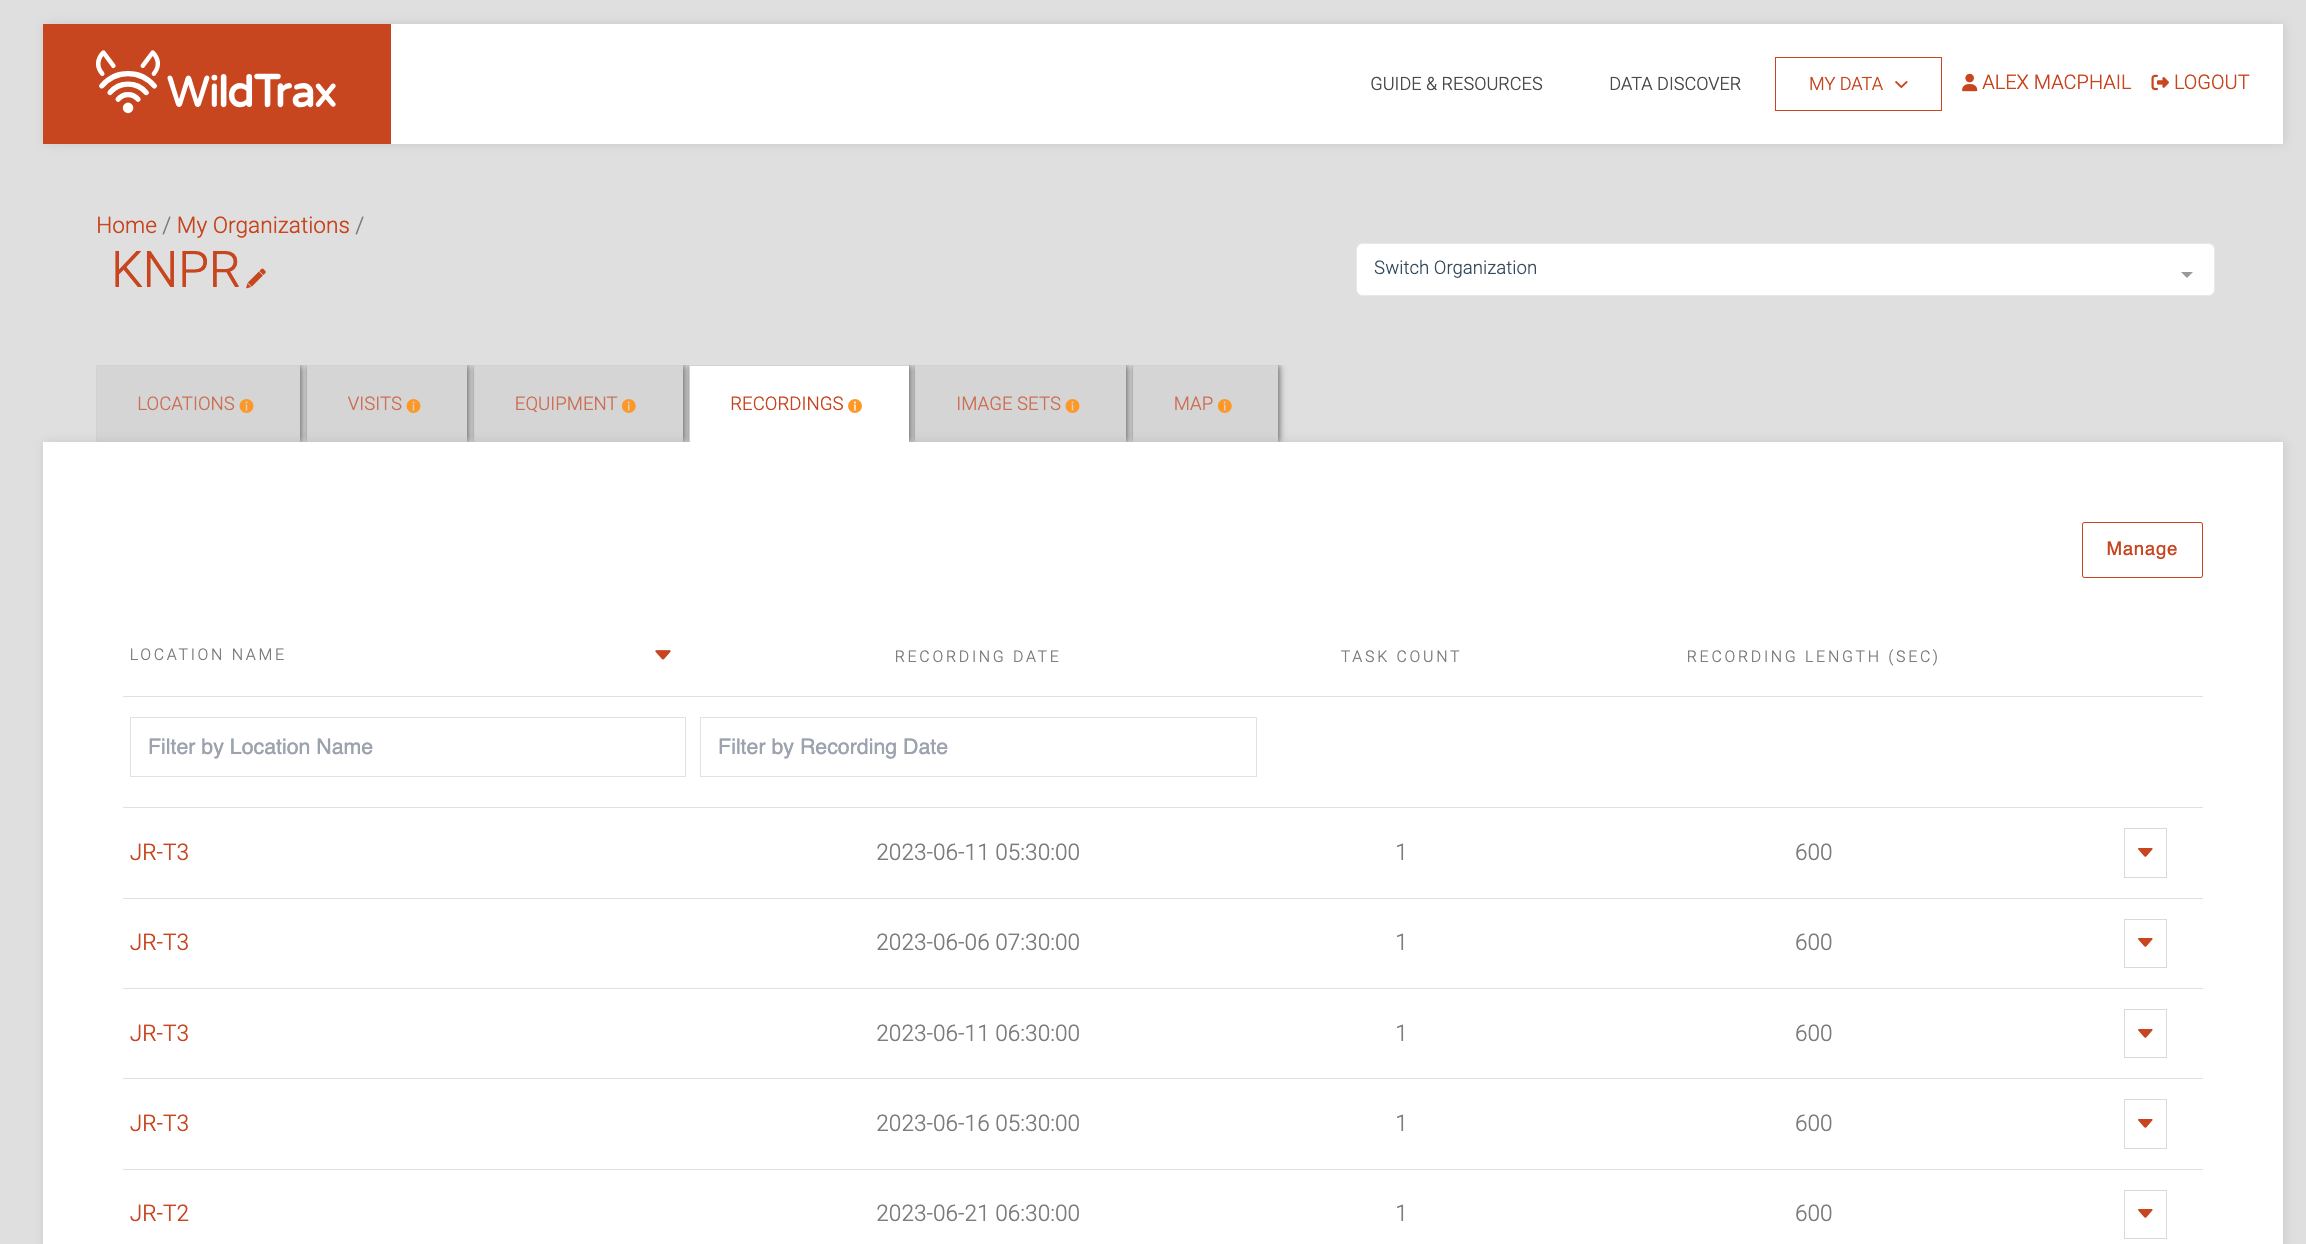 WildTrax
GUIDE & RESOURCES DATA DISCOVER MY DATA ALEX MACPHAIL LOGOUT
Home / My Organizations /
KNPR
Switch Organization
LOCATIONS VISITS EQUIPMENT RECORDINGS IMAGE SETS MAP
Manage
LOCATION NAME RECORDING DATE TASK COUNT RECORDING LENGTH (SEC)
Filter by Location Name Filter by Recording Date
JR-T3 2023-06-11 05:30:00 1 600
JR-T3 2023-06-06 07:30:00 1 600
JR-T3 2023-06-11 06:30:00 1 600
JR-T3 2023-06-16 05:30:00 1 600
JR-T2 2023-06-21 06:30:00 1 600